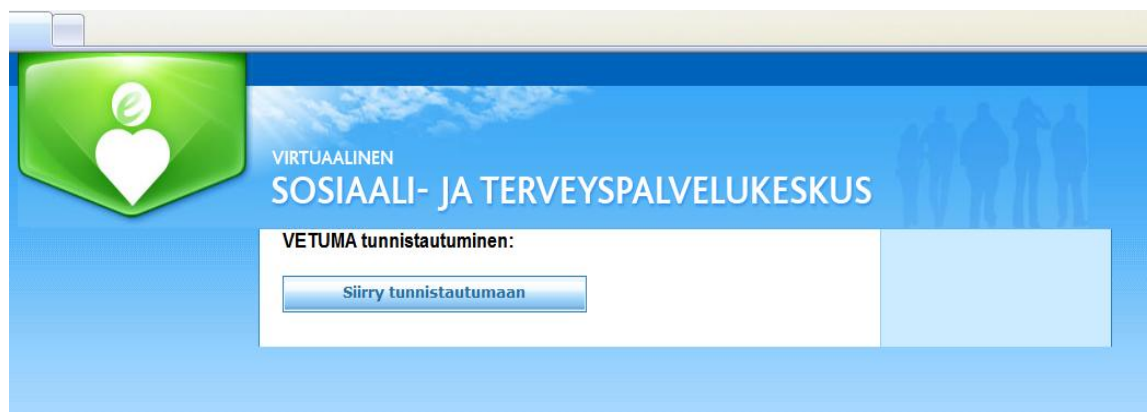 VIRTUAALINEN
SOSIAALI- JA TERVEYSPALVELUKESKUS
VETUMA tunnistautuminen:
Siirry tunnistautumaan